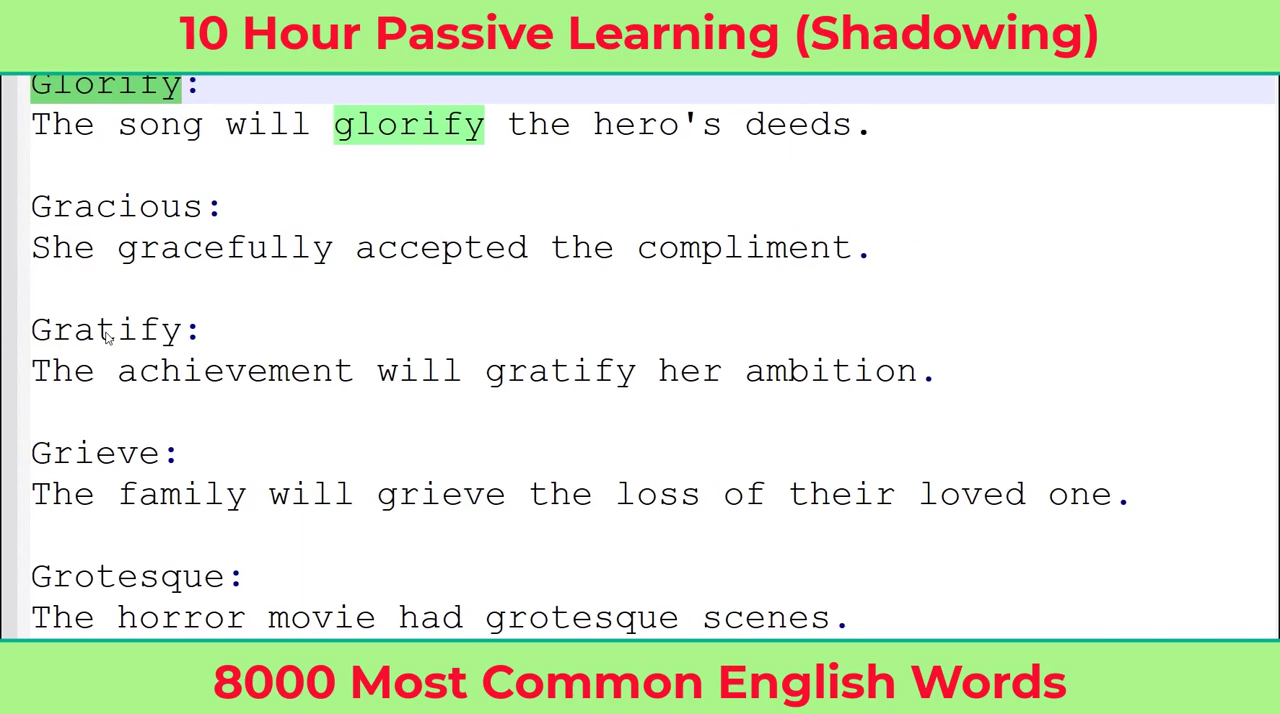 10 Hour Passive Learning (Shadowing)
Glorify:
The song will glorify the hero's deeds.
Gracious:
She gracefully accepted the compliment.
Gratify:
The achievement will gratify her ambition.
Grieve:
The family will grieve the loss of their loved one.
Grotesque:
The horror movie had grotesque scenes.
8000 Most Common English Words